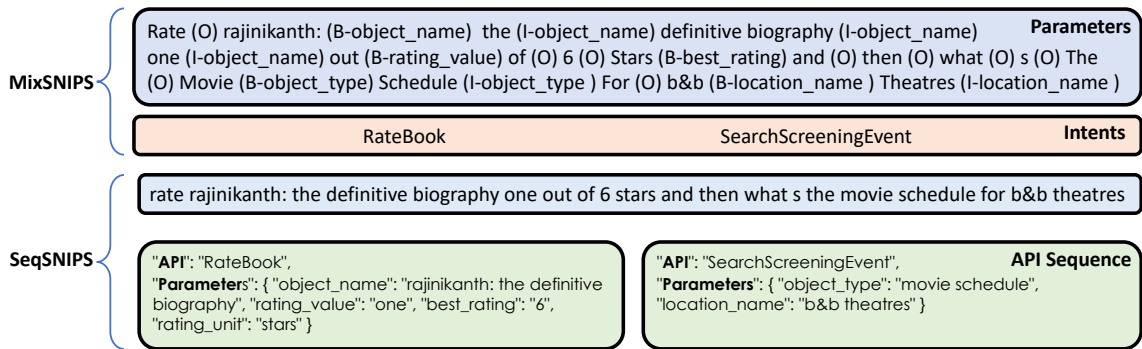 Rate (O) rajinikanth: (B-object_name) the (I-object_name) definitive biography (I-object_name) Parameters
one (I-object_name) out (B-rating_value) of (O) 6 (O) Stars (B-best_rating) and (O) then (O) what (O) s (O) The
(O) Movie (B-object_type) Schedule (I-object_type ) For (O) b&b (B-location_name ) Theatres (I-location_name )
MixSNIPS
RateBook SearchScreeningEvent Intents
rate rajinikanth: the definitive biography one out of 6 stars and then what s the movie schedule for b&b theatres
SeqSNIPS
"API": "RateBook",
"Parameters": { "object_name": "rajinikanth: the definitive
biography", "rating_value": "one", "best_rating": "6",
"rating_unit": "stars" }
"API": "SearchScreeningEvent", API Sequence
"Parameters": { "object_type": "movie schedule",
"location_name": "b&b theatres" }